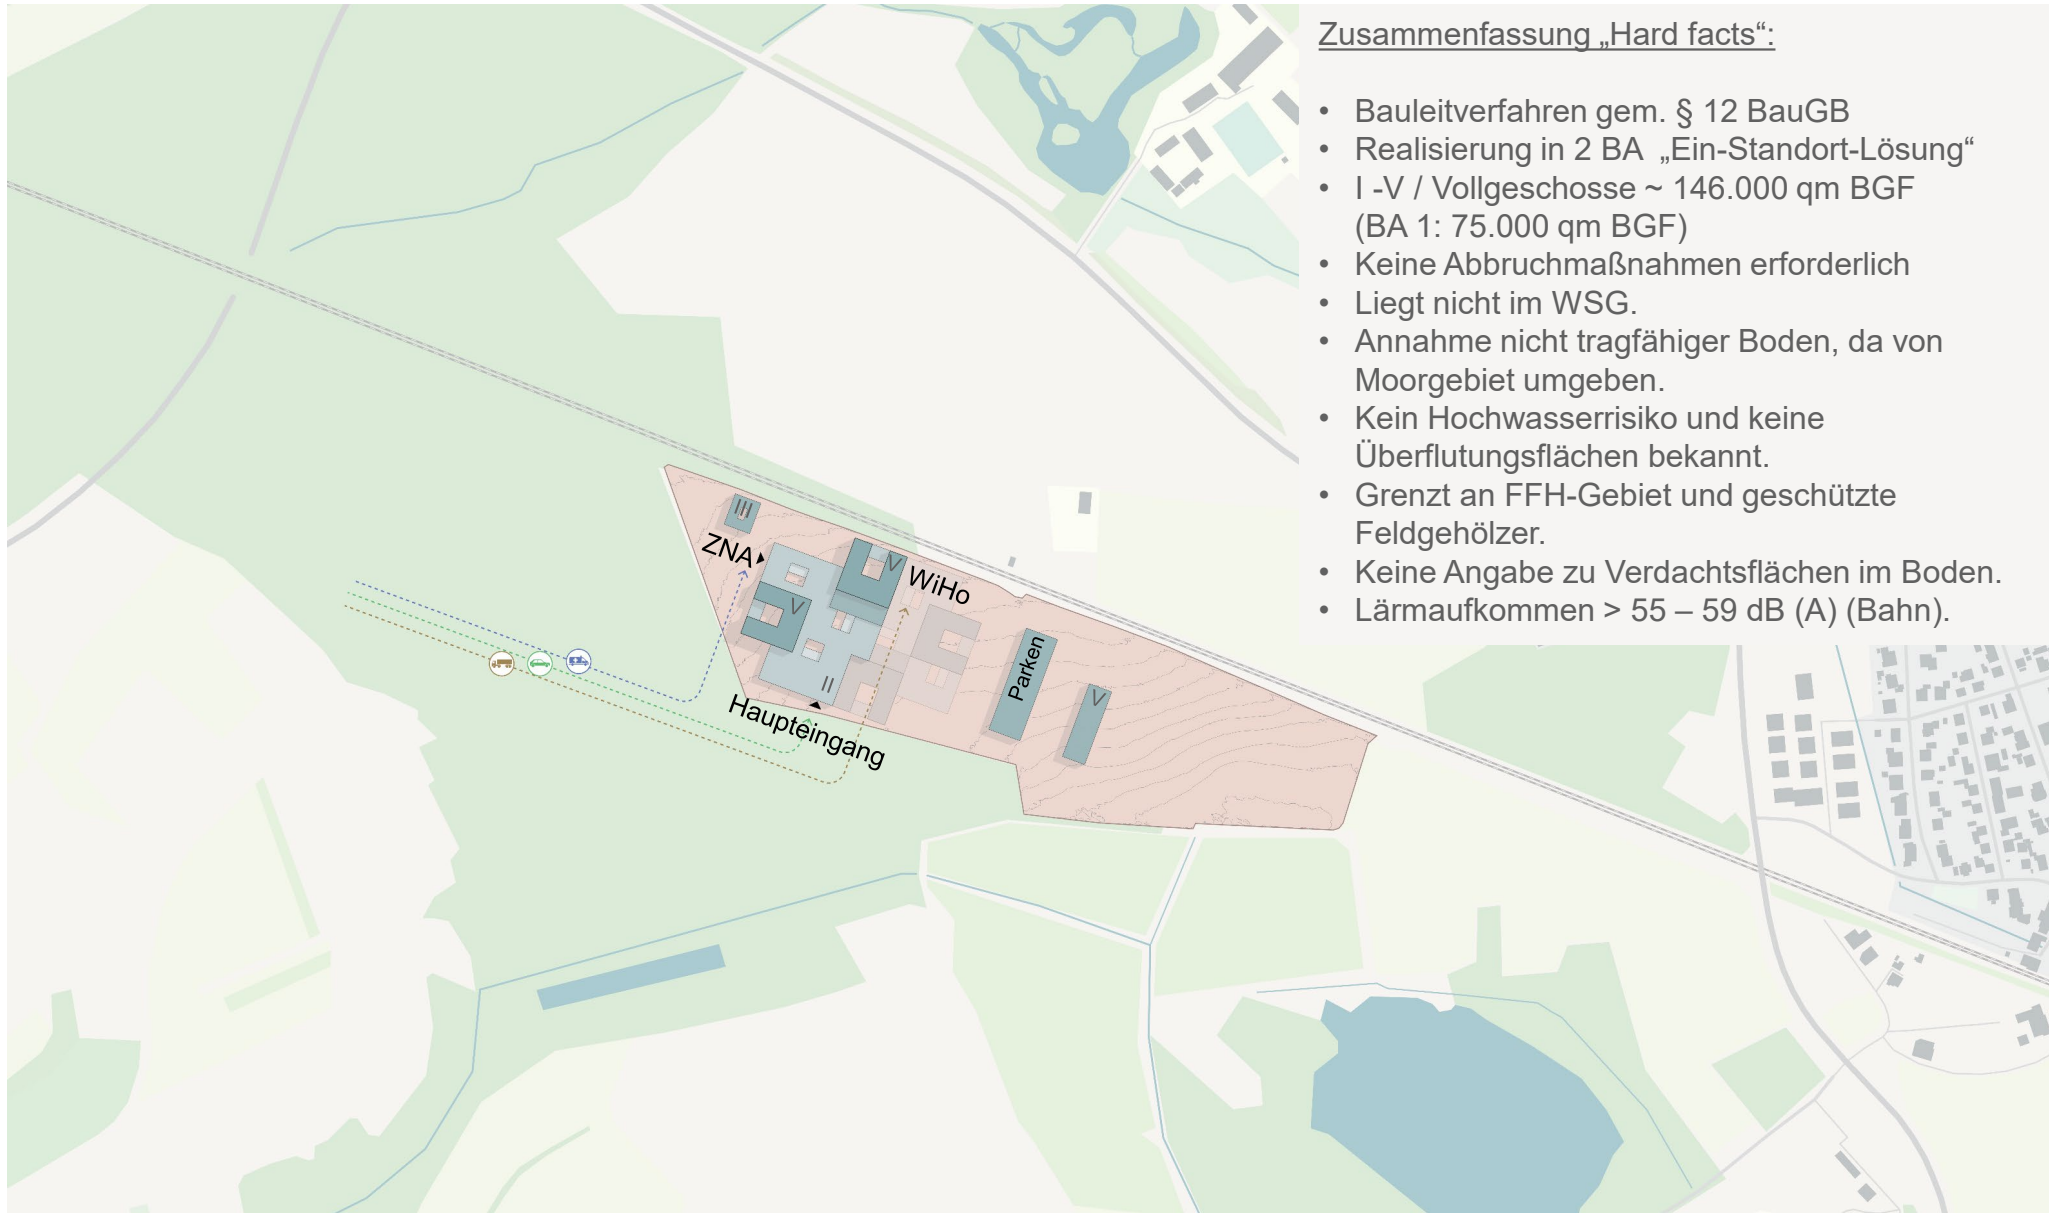 Zusammenfassung „Hard facts“:
• Bauleitverfahren gem. § 12 BauGB
• Realisierung in 2 BA „Ein-Standort-Lösung“
• I -V / Vollgeschosse ~ 146.000 qm BGF
(BA 1: 75.000 qm BGF)
• Keine Abbruchmaßnahmen erforderlich
• Liegt nicht im WSG.
• Annahme nicht tragfähiger Boden, da von
Moorgebiet umgeben.
• Kein Hochwasserrisiko und keine
Überflutungsflächen bekannt.
• Grenzt an FFH-Gebiet und geschützte
Feldgehölzer.
• Keine Angabe zu Verdachtsflächen im Boden.
• Lärmaufkommen > 55 – 59 dB (A) (Bahn).
III
ZNA
V
WiHo
V
II
Haupteingang
Parken
V